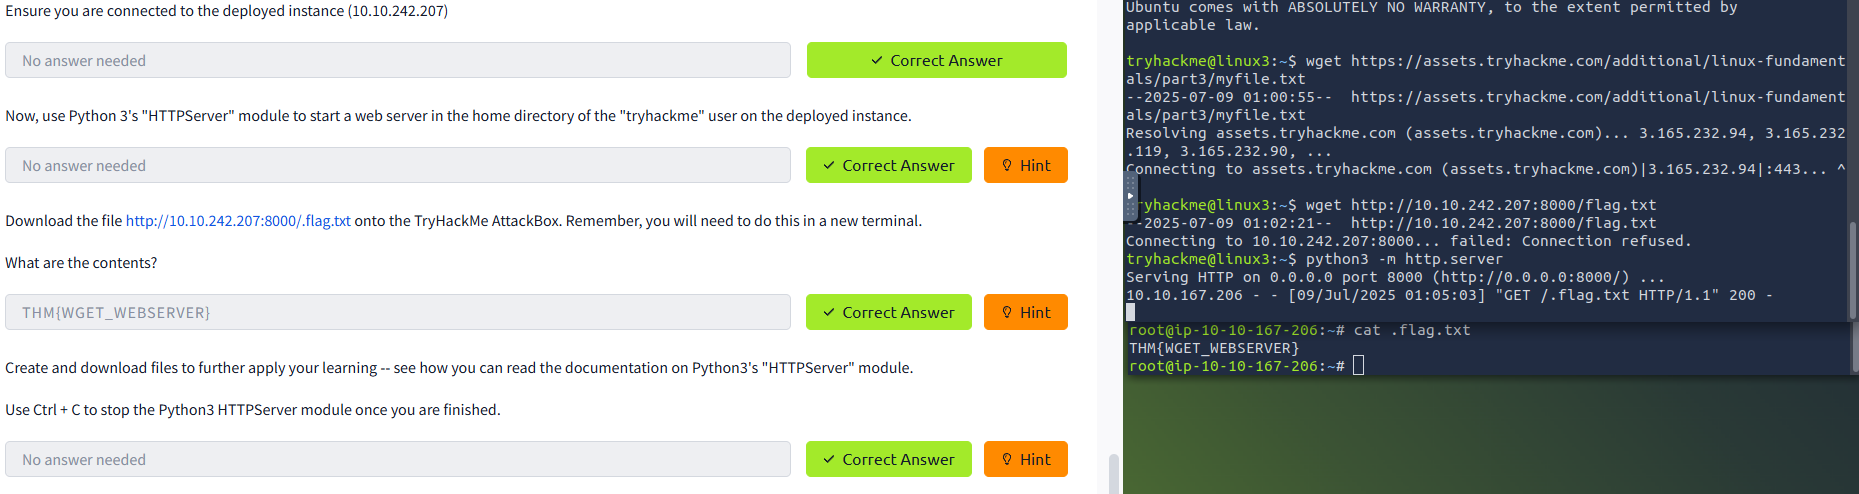 Ensure you are connected to the deployed instance (10.10.242.207)
No answer needed
Correct Answer
Now, use Python 3's "HTTPServer" module to start a web server in the home directory of the "tryhackme" user on the deployed instance.
No answer needed
Correct Answer
Hint
Download the file http://10.10.242.207:8000/.flag.txt onto the TryHackMe AttackBox. Remember, you will need to do this in a new terminal.
What are the contents?
THM{WGET_WEBSERVER}
Correct Answer
Hint
Create and download files to further apply your learning -- see how you can read the documentation on Python3's "HTTPServer" module.
Use Ctrl + C to stop the Python3 HTTPServer module once you are finished.
No answer needed
Correct Answer
Hint
Ubuntu comes with ABSOLUTELY NO WARRANTY, to the extent permitted by
applicable law.
tryhackme@linux3:~$ wget https://assets.tryhackme.com/additional/linux-fundament
als/part3/myfile.txt
--2025-07-09 01:00:55--  https://assets.tryhackme.com/additional/linux-fundament
als/part3/myfile.txt
Resolving assets.tryhackme.com (assets.tryhackme.com)... 3.165.232.94, 3.165.232
.119, 3.165.232.90, ...
Connecting to assets.tryhackme.com (assets.tryhackme.com)|3.165.232.94|:443... ^
ryhackme@linux3:~$ wget http://10.10.242.207:8000/flag.txt
-2025-07-09 01:02:21--  http://10.10.242.207:8000/flag.txt
Connecting to 10.10.242.207:8000... failed: Connection refused.
tryhackme@linux3:~$ python3 -m http.server
Serving HTTP on 0.0.0.0 port 8000 (http://0.0.0.0:8000/) ...
10.10.167.206 - - [09/Jul/2025 01:05:03] "GET /.flag.txt HTTP/1.1" 200 -
root@ip-10-10-167-206:~# cat .flag.txt
THM{WGET_WEBSERVER}
root@ip-10-10-167-206:~#